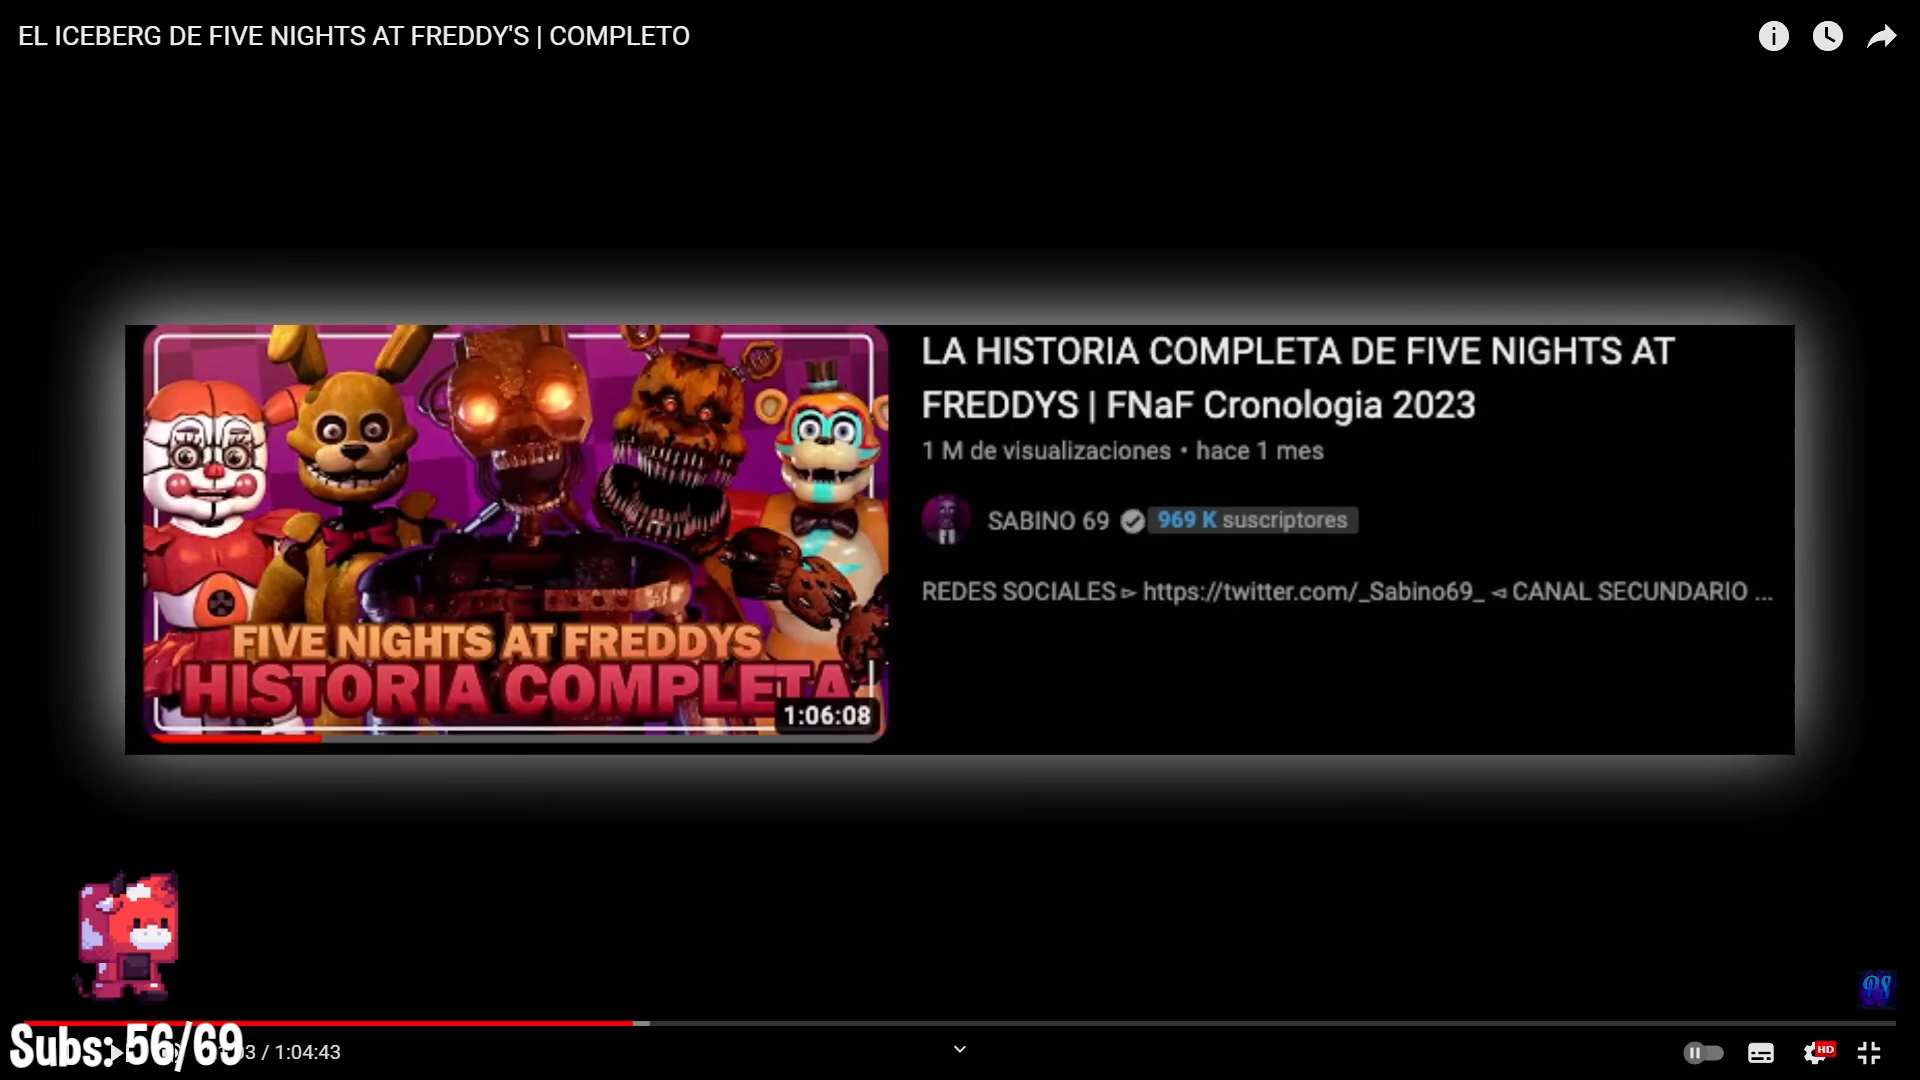 EL ICEBERG DE FIVE NIGHTS AT FREDDY'S | COMPLETO
LA HISTORIA COMPLETA DE FIVE NIGHTS AT
FREDDYS | FNaF Cronologia 2023
1 M de visualizaciones • hace 1 mes
SABINO 69 969 K suscriptores
REDES SOCIALES ▻ https://twitter.com/_Sabino69_ ◅ CANAL SECUNDARIO ...
FIVE NIGHTS AT FREDDYS
HISTORIA COMPLETA
1:06:08
Subs: 56/69
/ 1:04:43
HD